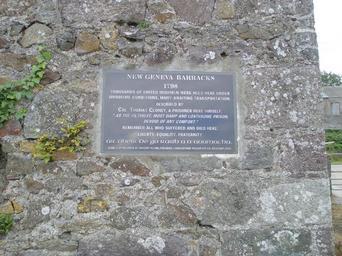 NEW GENEVA BARRACKS
1798
THOUSANDS OF UNITED IRISHMEN WERE HELD HERE UNDER
INHUMANE CONDITIONS, MANY AWAITING TRANSPORTATION
DESCRIBED BY
COL. THOMAS CLONEY, A PRISONER HERE HIMSELF,
"AS THE FILTHIEST, MOST DAMP AND LOATHSOME PRISON,
DEVOID OF ANY COMFORT".
REMEMBER ALL WHO SUFFERED AND DIED HERE
LIBERTY, EQUALITY, FRATERNITY